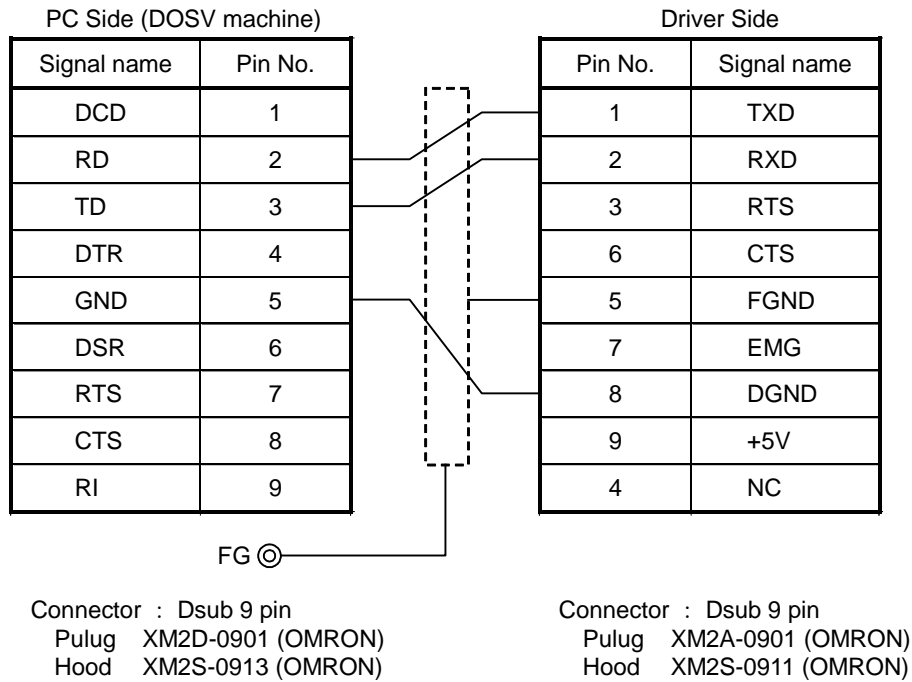 PC Side (DOSV machine) Driver Side
Signal name Pin No. Pin No. Signal name
DCD 1 1 TXD
RD 2 2 RXD
TD 3 3 RTS
DTR 4 6 CTS
GND 5 5 FGND
DSR 6 7 EMG
RTS 7 8 DGND
CTS 8 9 +5V
RI 9 4 NC
FG
Connector : Dsub 9 pin Connector : Dsub 9 pin
Pulug XM2D-0901 (OMRON) Pulug XM2A-0901 (OMRON)
Hood XM2S-0913 (OMRON) Hood XM2S-0911 (OMRON)